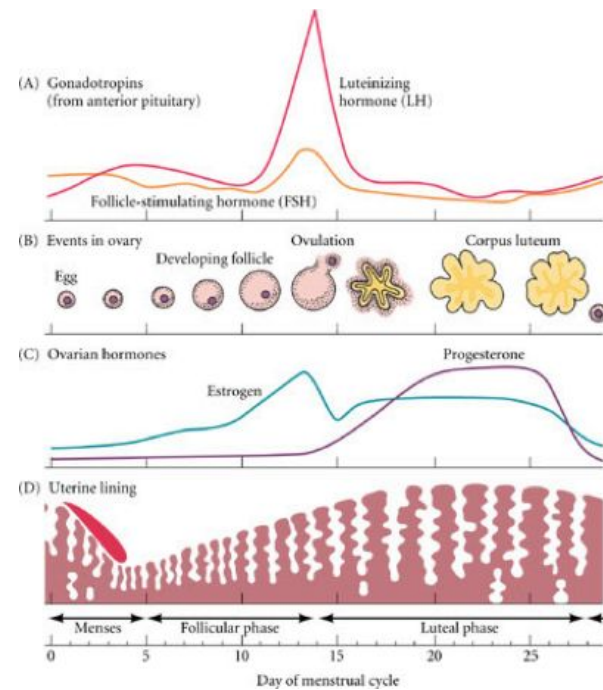 (A) Gonadotropins
(from anterior pituitary)
Luteinizing
hormone (LH)
Follicle-stimulating hormone (FSH)
(B) Events in ovary
Ovulation
Corpus luteum
Developing follicle
Egg
(C) Ovarian hormones
Progesterone
Estrogen
(D) Uterine lining
Menses
Follicular phase
Luteal phase
0 5 10 15 20 25
Day of menstrual cycle